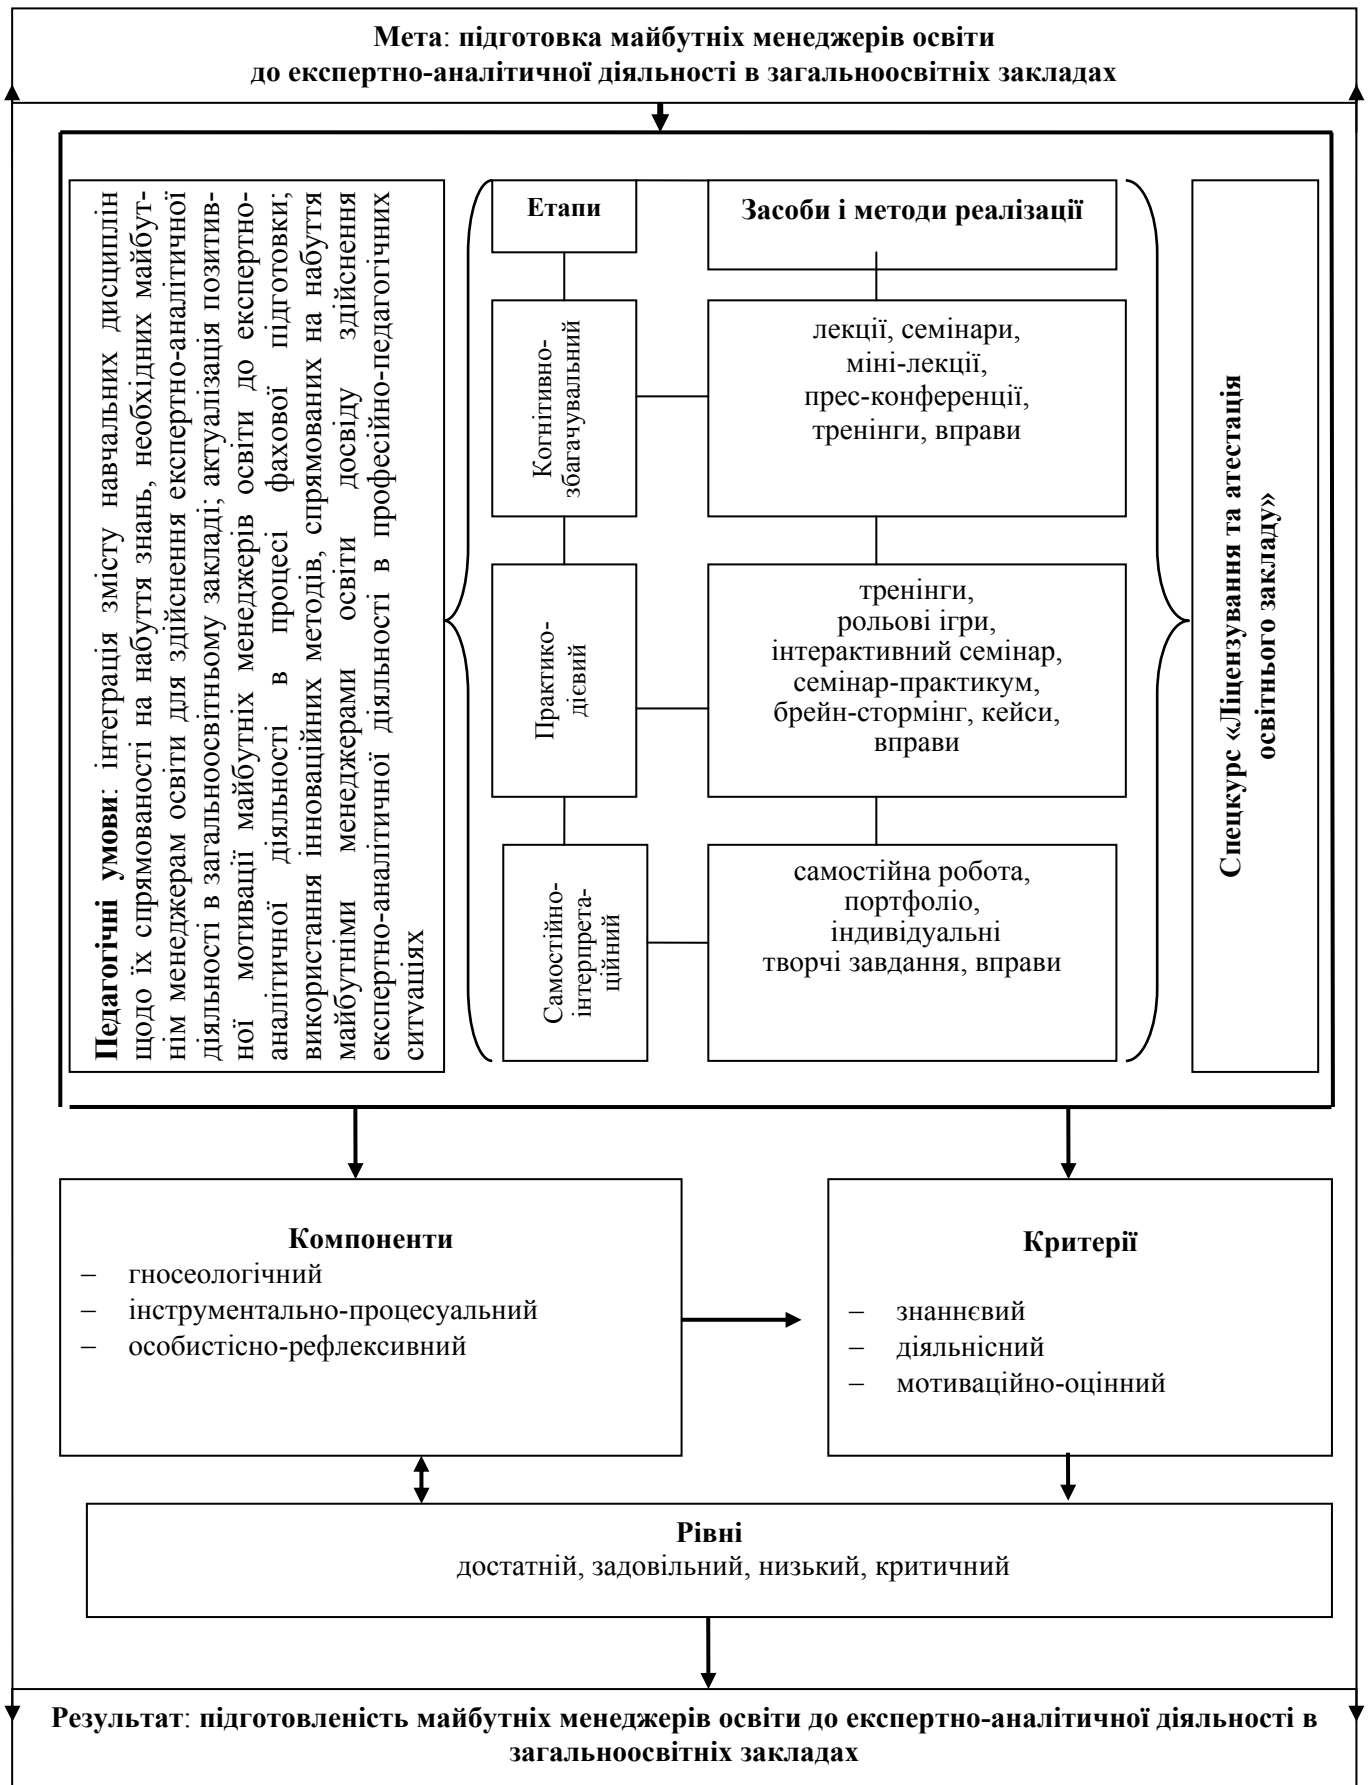 Мета: підготовка майбутніх менеджерів освіти
до експертно-аналітичної діяльності в загальноосвітніх закладах
Педагогічні умови: інтеграція змісту навчальних дисциплін
щодо їх спрямованості на набуття знань, необхідних майбут-
нім менеджерам освіти для здійснення експертно-аналітичної
діяльності в загальноосвітньому закладі; актуалізація позитив-
ної мотивації майбутніх менеджерів освіти до експертно-
аналітичної діяльності в процесі фахової підготовки;
використання інноваційних методів, спрямованих на набуття
майбутніми менеджерами освіти досвіду здійснення
експертно-аналітичної діяльності в професійно-педагогічних
ситуаціях
Етапи
Засоби і методи реалізації
Когнітивно-
збагачувальний
лекції, семінари,
міні-лекції,
прес-конференції,
тренінги, вправи
Практико-
дієвий
тренінги,
рольові ігри,
інтерактивний семінар,
семінар-практикум,
брейн-стормінг, кейси,
вправи
Самостійно-
інтерпрета-
ційний
самостійна робота,
портфоліо,
індивідуальні
творчі завдання, вправи
Спецкурс «Ліцензування та атестація
освітнього закладу»
Компоненти
– гносеологічний
– інструментально-процесуальний
– особистісно-рефлексивний
Критерії
– знаннєвий
– діяльнісний
– мотиваційно-оцінний
Рівні
достатній, задовільний, низький, критичний
Результат: підготовленість майбутніх менеджерів освіти до експертно-аналітичної діяльності в
загальноосвітніх закладах